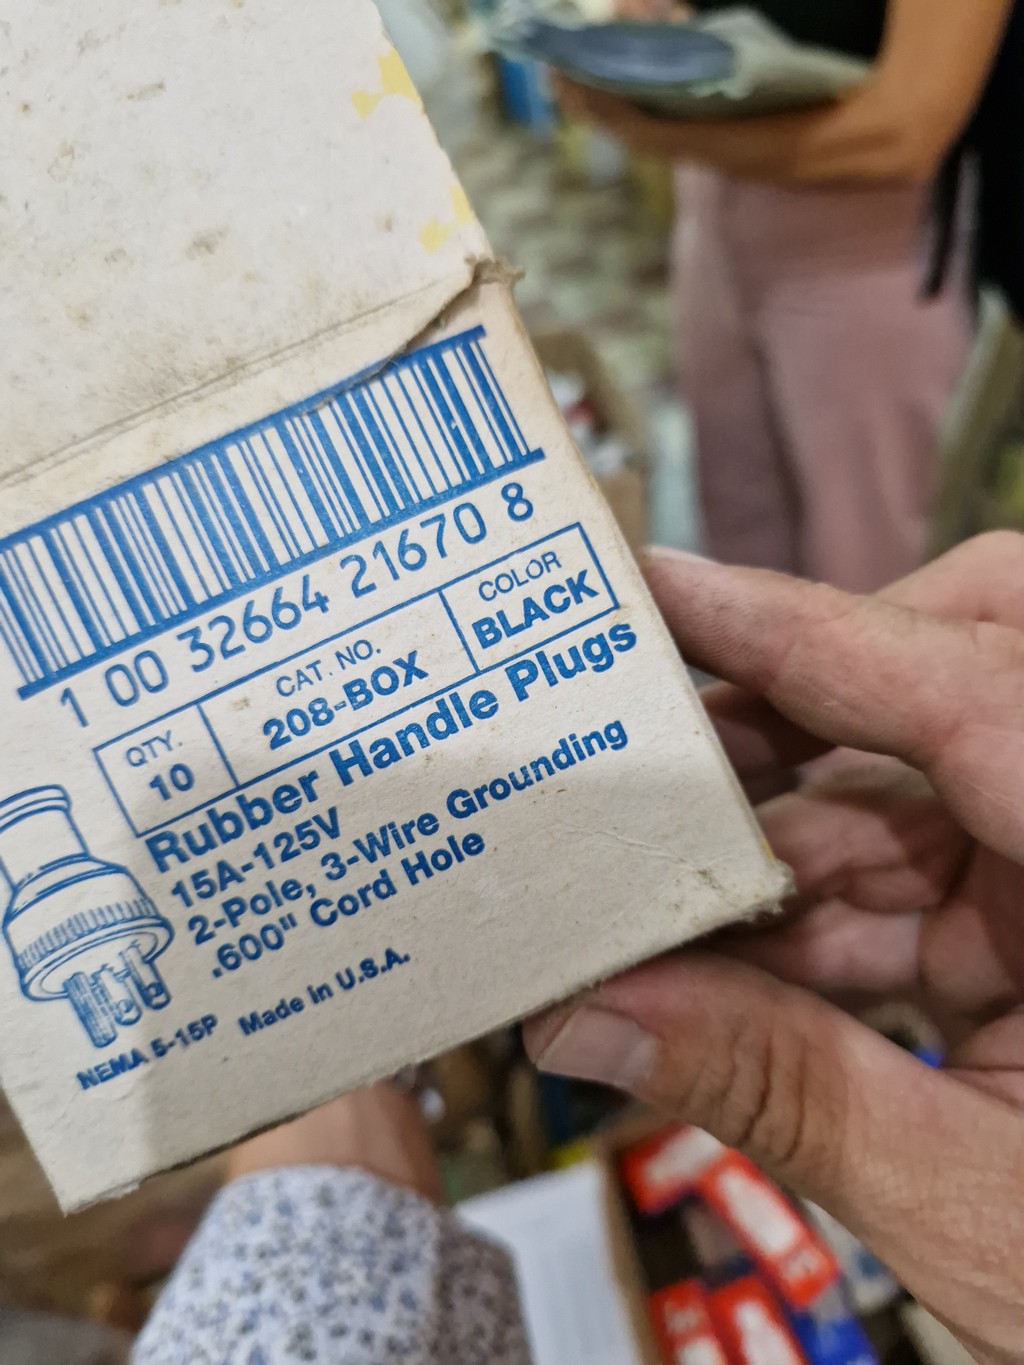 1 00 32664 21670 8
QTY.
10
CAT. NO.
208-BOX
COLOR
BLACK
Rubber Handle Plugs
15A-125V
2-Pole, 3-Wire Grounding
.600" Cord Hole
NEMA 5-15P Made in U.S.A.